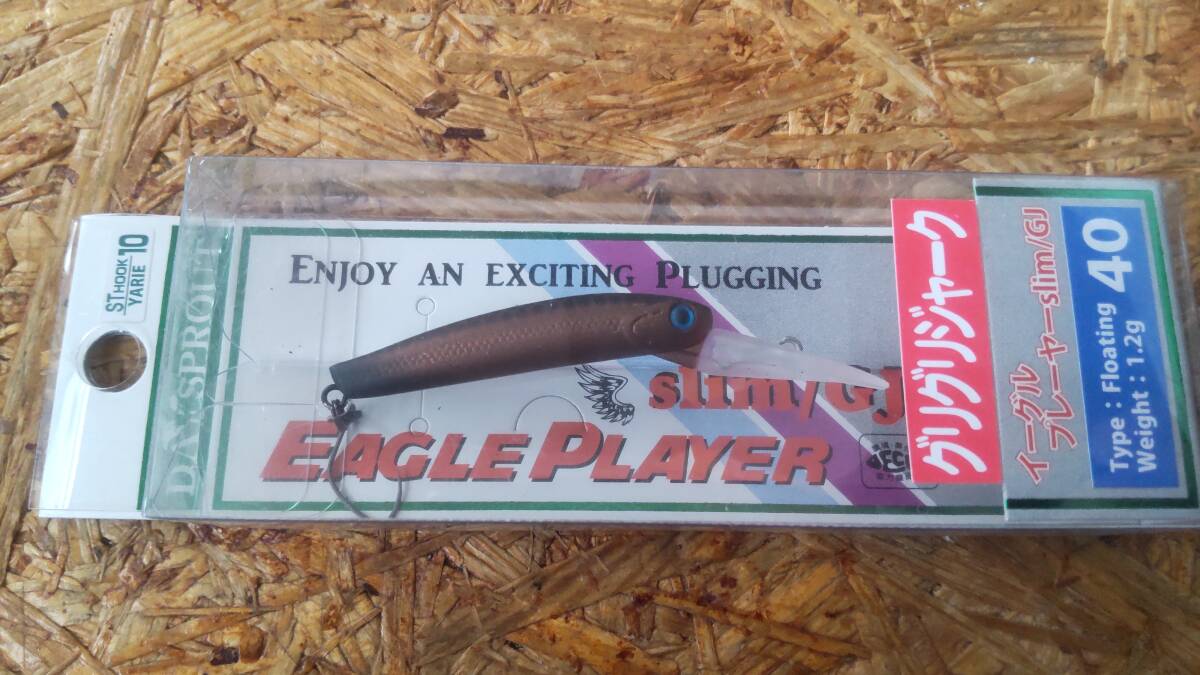 ST HOOK 10
YARIE
DAYSPROUT
ENJOY AN EXCITING PLUGGING
slim/GJ
EAGLE PLAYER
グリグリジャーク
イーグル
プレーヤーslim/GJ
Type：Floating
Weight：1.2g
40